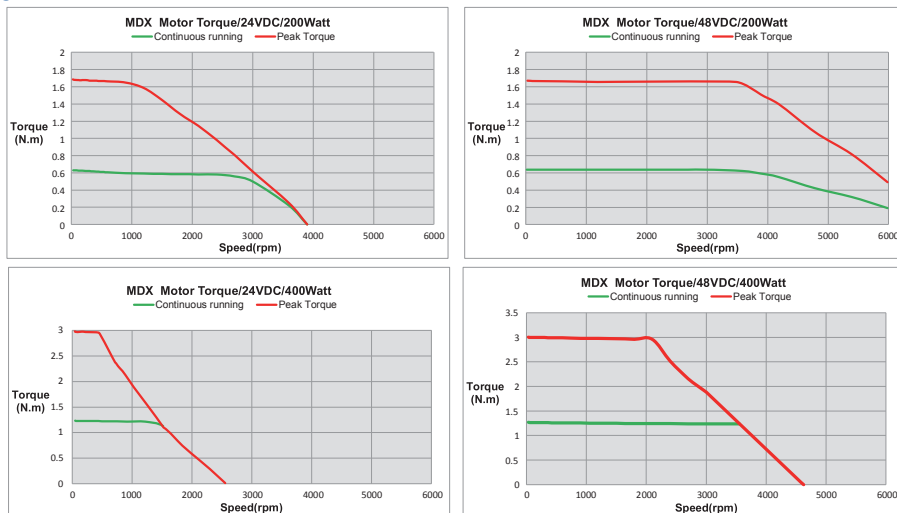 MDX Motor Torque/24VDC/200Watt
Continuous running Peak Torque
2
1.8
1.6
1.4
1.2
1
0.8
0.6
0.4
0.2
0
Torque
(N.m)
0 1000 2000 3000 4000 5000 6000
Speed(rpm)
MDX Motor Torque/48VDC/200Watt
Continuous running Peak Torque
2
1.8
1.6
1.4
1.2
1
0.8
0.6
0.4
0.2
0
Torque
(N.m)
0 1000 2000 3000 4000 5000 6000
Speed(rpm)
MDX Motor Torque/24VDC/400Watt
Continuous running Peak Torque
3
2.5
2
1.5
1
0.5
0
Torque
(N.m)
0 1000 2000 3000 4000 5000 6000
Speed(rpm)
MDX Motor Torque/48VDC/400Watt
Continuous running Peak Torque
3.5
3
2.5
2
1.5
1
0.5
0
Torque
(N.m)
0 1000 2000 3000 4000 5000 6000
Speed(rpm)